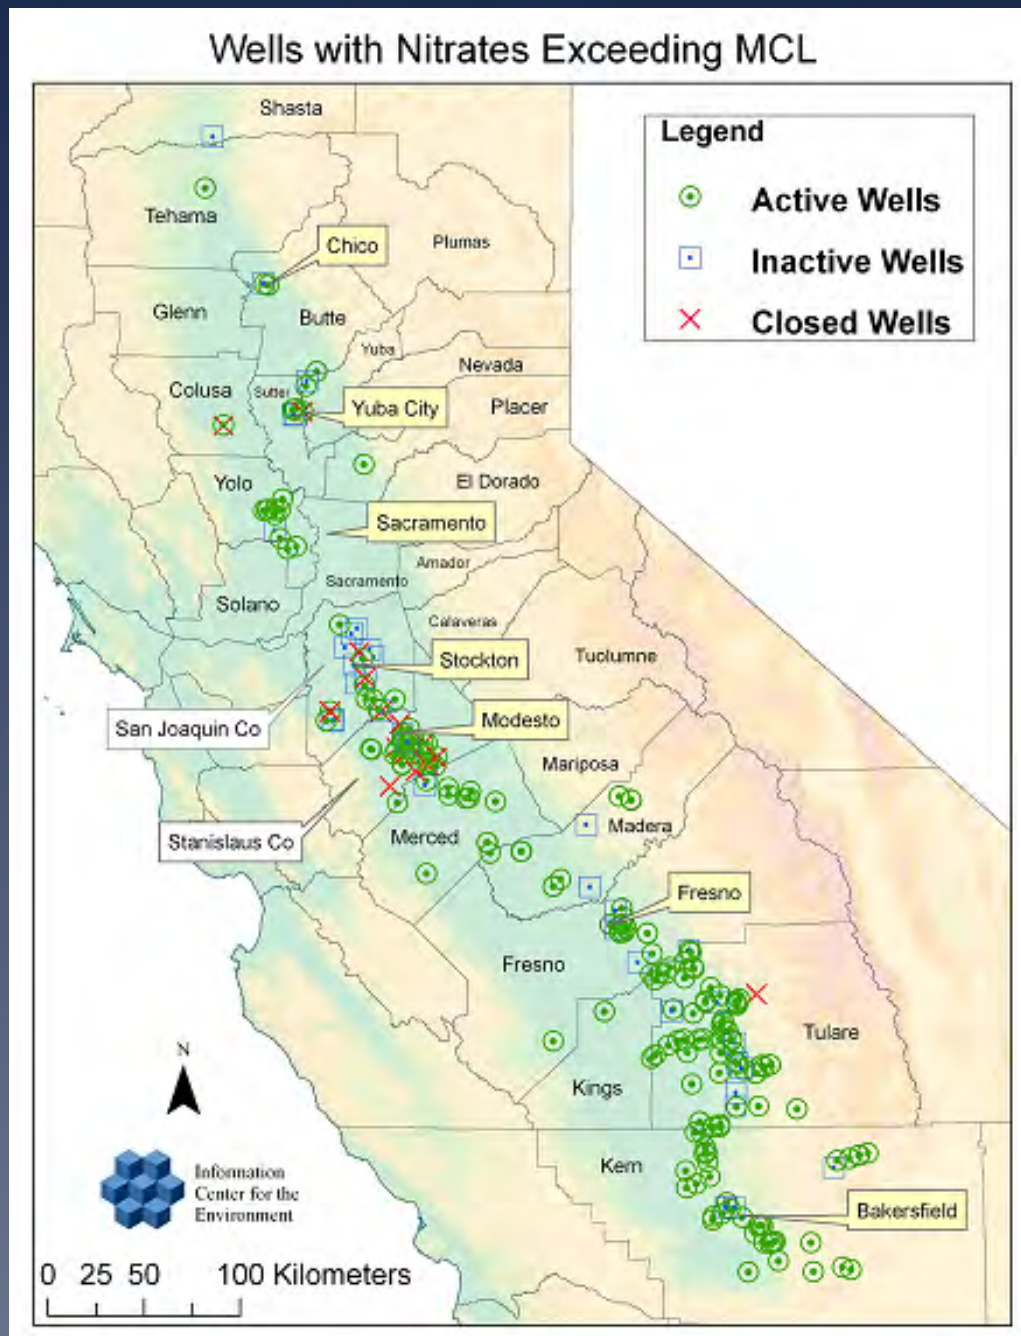 Wells with Nitrates Exceeding MCL
Shasta
Legend
Active Wells
Inactive Wells
Closed Wells
Tehama
Chico
Plumas
Glenn
Butte
Yuba
Nevada
Colusa
Sutter
Yuba City
Placer
Yolo
El Dorado
Sacramento
Amador
Sacramento
Solano
Calaveras
Stockton
Tuolumne
San Joaquin Co
Modesto
Mariposa
Stanislaus Co
Merced
Madera
Fresno
Fresno
Tulare
N
Kings
Kern
Information
Center for the
Environment
Bakersfield
0 25 50 100 Kilometers